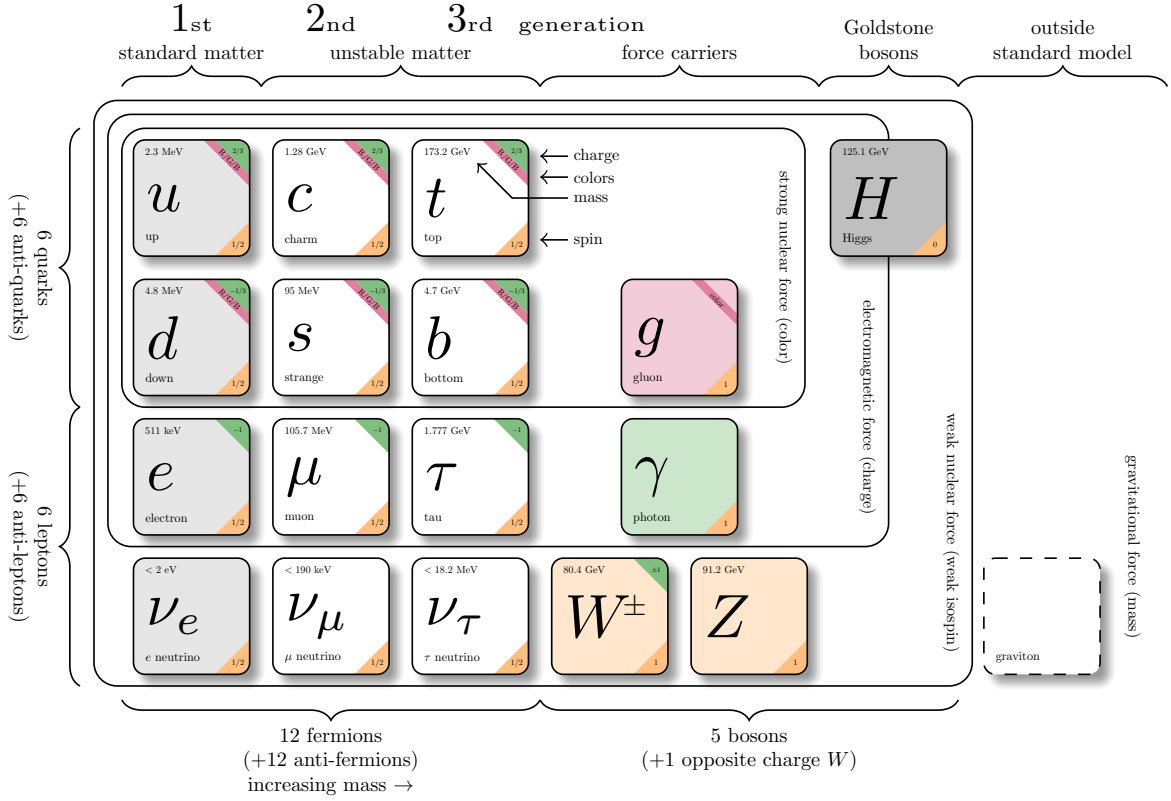 1st 2nd 3rd generation
standard matter
unstable matter
force carriers
Goldstone
bosons
outside
standard model
6 quarks
(+6 anti-quarks)
6 leptons
(+6 anti-leptons)
2.3 MeV
2/3
R/G/B
u
up
1/2
1.28 GeV
2/3
R/G/B
c
charm
1/2
173.2 GeV
2/3
R/G/B
t
top
1/2
charge
colors
mass
spin
strong nuclear force (color)
125.1 GeV
H
Higgs
0
4.8 MeV
−1/3
R/G/B
d
down
1/2
95 MeV
−1/3
R/G/B
s
strange
1/2
4.7 GeV
−1/3
R/G/B
b
bottom
1/2
color
g
gluon
1
electromagnetic force (charge)
511 keV
−1
e
electron
1/2
105.7 MeV
−1
μ
muon
1/2
1.777 GeV
−1
τ
tau
1/2
γ
photon
1
weak nuclear force (weak isospin)
gravitational force (mass)
< 2 eV
νe
e neutrino
1/2
< 190 keV
νμ
μ neutrino
1/2
< 18.2 MeV
ντ
τ neutrino
1/2
80.4 GeV
±1
W±
1
91.2 GeV
Z
1
graviton
12 fermions
(+12 anti-fermions)
increasing mass →
5 bosons
(+1 opposite charge W)